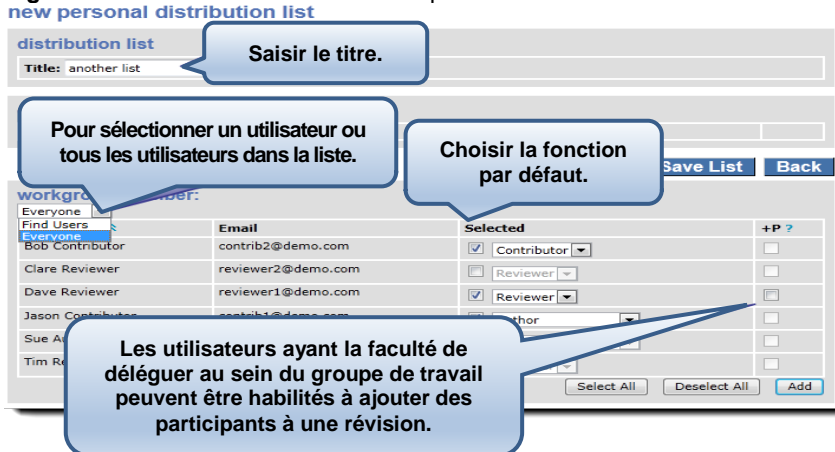 new personal distribution list
distribution list
Title: another list
Saisir le titre.
Pour sélectionner un utilisateur ou
tous les utilisateurs dans la liste.
Choisir la fonction
par défaut.
Save List Back
Everyone
Find Users
Everyone
Email Selected +P ?
Bob Contributor contrib2@demo.com Contributor
Clare Reviewer reviewer2@demo.com Reviewer
Dave Reviewer reviewer1@demo.com Reviewer
Jason Contributor contrib1@demo.com
Sue
Tim
Les utilisateurs ayant la faculté de
déléguer au sein du groupe de travail
peuvent être habilités à ajouter des
participants à une révision.
Select All Deselect All Add